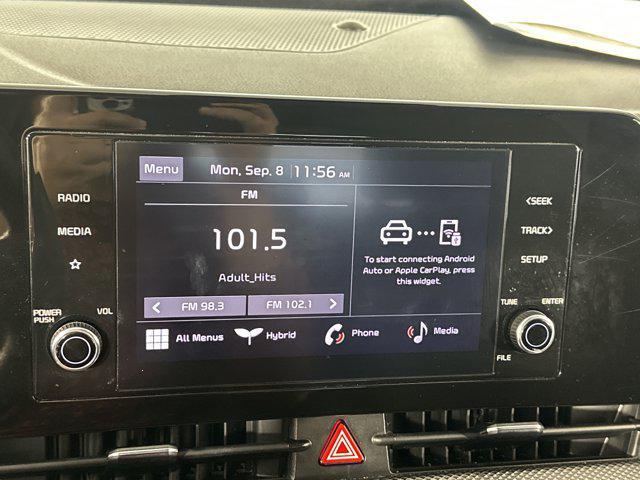 Menu Mon, Sep. 8 11:56 AM
FM
101.5
Adult_Hits
< FM 98.3 FM 102.1 >
To start connecting Android
Auto or Apple CarPlay, press
this widget.
All Menus Hybrid Phone Media
RADIO
MEDIA
POWER
PUSH
VOL
<SEEK
TRACK>
SETUP
TUNE ENTER
FILE